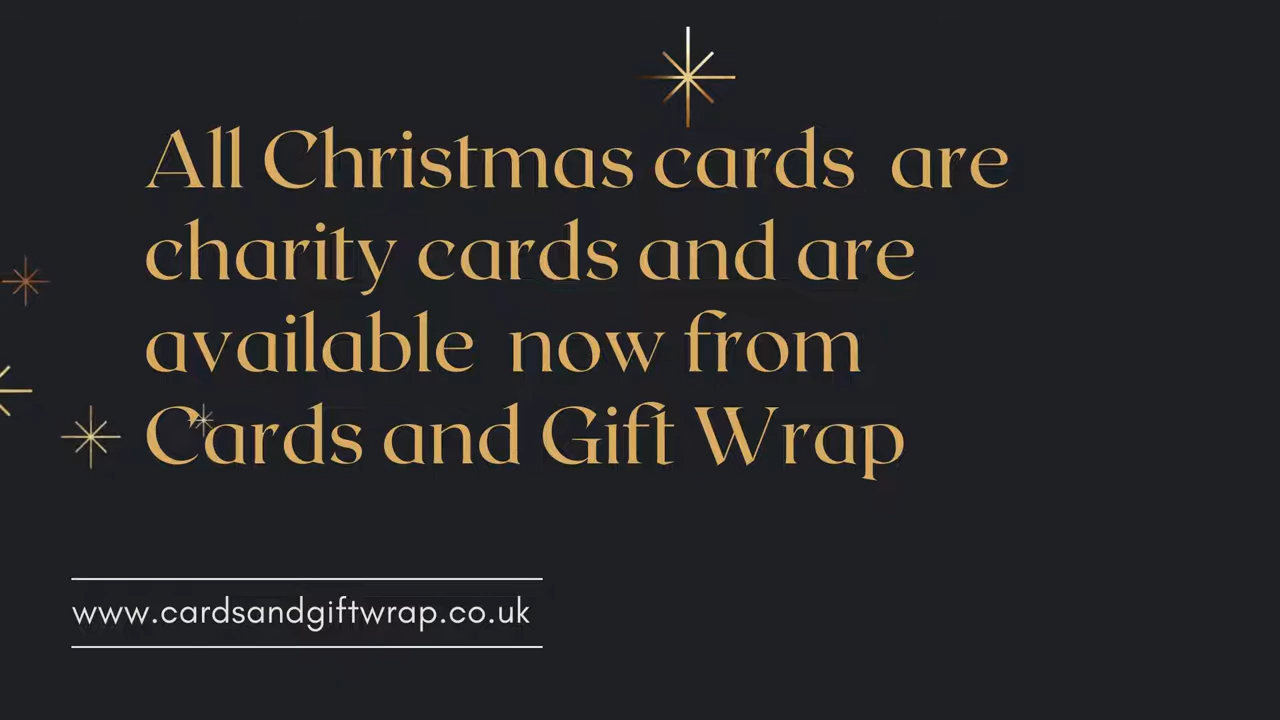 All Christmas cards  are
charity cards and are
available  now from
Cards and Gift Wrap
www.cardsandgiftwrap.co.uk